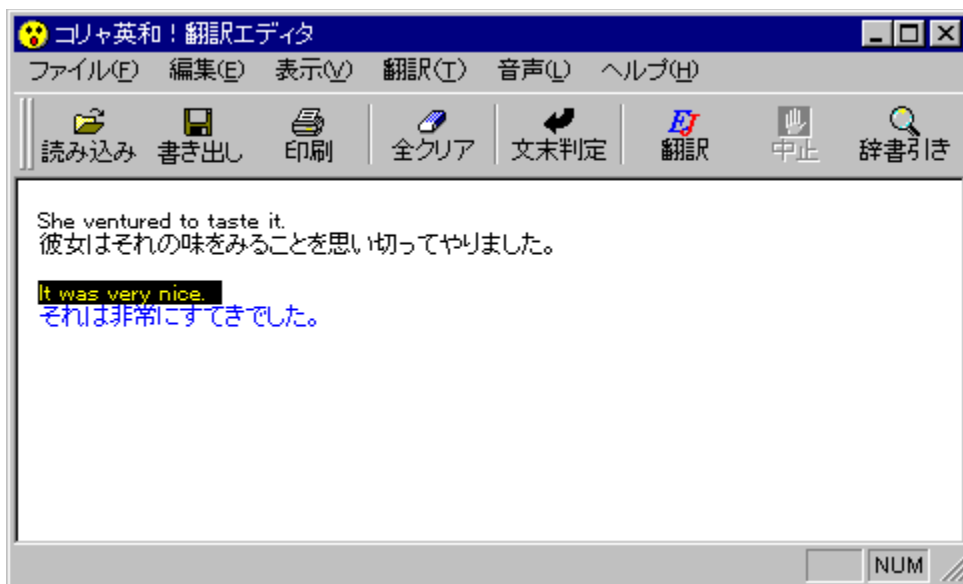 コリャ英和！翻訳エディタ
ファイル(F) 編集(E) 表示(V) 翻訳(T) 音声(L) ヘルプ(H)
読み込み 書き出し 印刷 全クリア 文末判定 EJ 翻訳 中止 辞書引き
She ventured to taste it.
彼女はそれの味をみることを思い切ってやりました。
It was very nice.
それは非常にすてきでした。
NUM